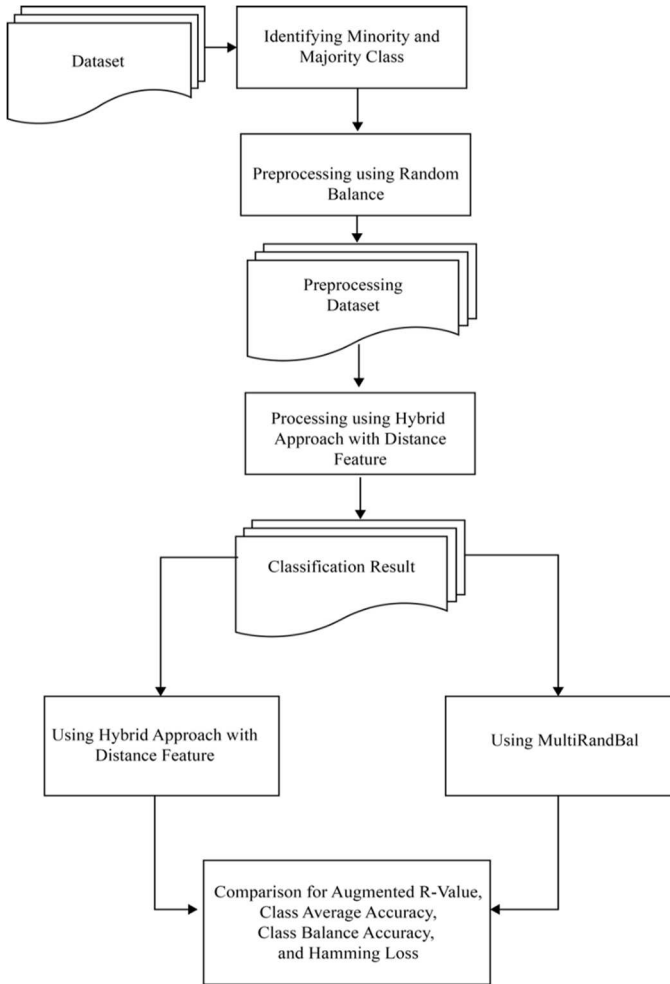 Dataset
Identifying Minority and
Majority Class
Preprocessing using Random
Balance
Preprocessing
Dataset
Processing using Hybrid
Approach with Distance
Feature
Classification Result
Using Hybrid Approach with
Distance Feature
Using MultiRandBal
Comparison for Augmented R-Value,
Class Average Accuracy,
Class Balance Accuracy,
and Hamming Loss